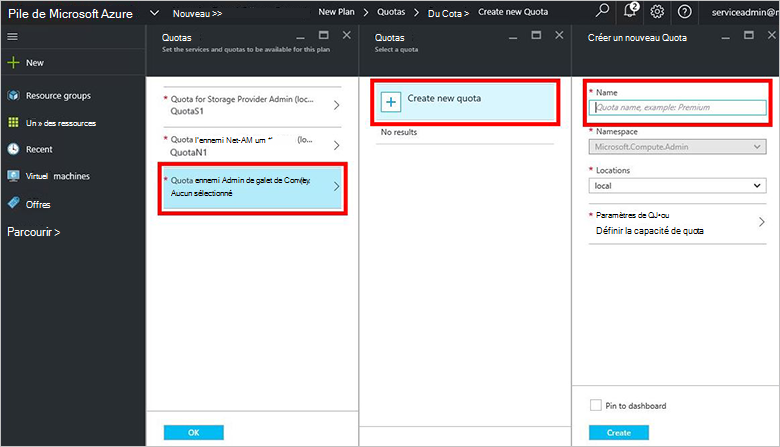 Pile de Microsoft Azure
Nouveau >>
New Plan > Quotas > Du Cota > Create new Quota
2
serviceadmin@
New
Resource groups
Un » des ressources
Recent
Virtuel machines
Offres
Parcourir >
Quotas
Set the services and quotas to be available for this plan
* Quota for Storage Provider Admin (loc...
QuotaS1
* Quota l'ennemi Net-AM um *' (lo...
QuotaN1
* Quota ennemi Admin de galet de Com(ey.
Aucun sélectionné
OK
Quotas
Select a quota
Create new quota
No results
Créer un nouveau Quota
* Name
Quota name, example: Premium
* Namespace
Microsoft.Compute.Admin
* Locations
local
* Paramètres de QJ•ou
Définir la capacité de quota
Pin to dashboard
Create